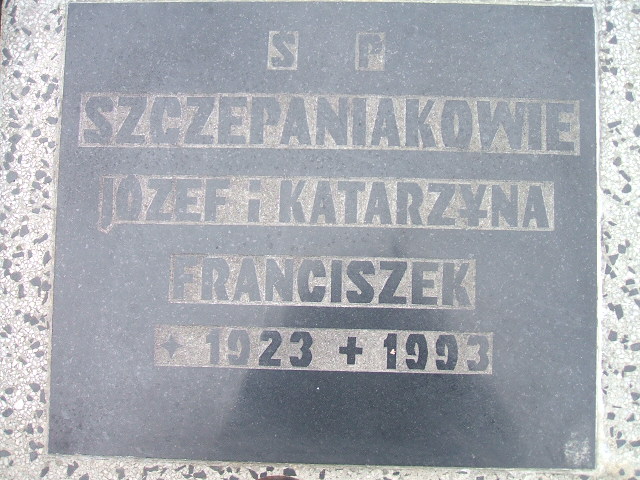 S P
SZCZEPANIAKOWIE
JÓZEF i KATARZYNA
FRANCISZEK
✦ 1923 + 1993